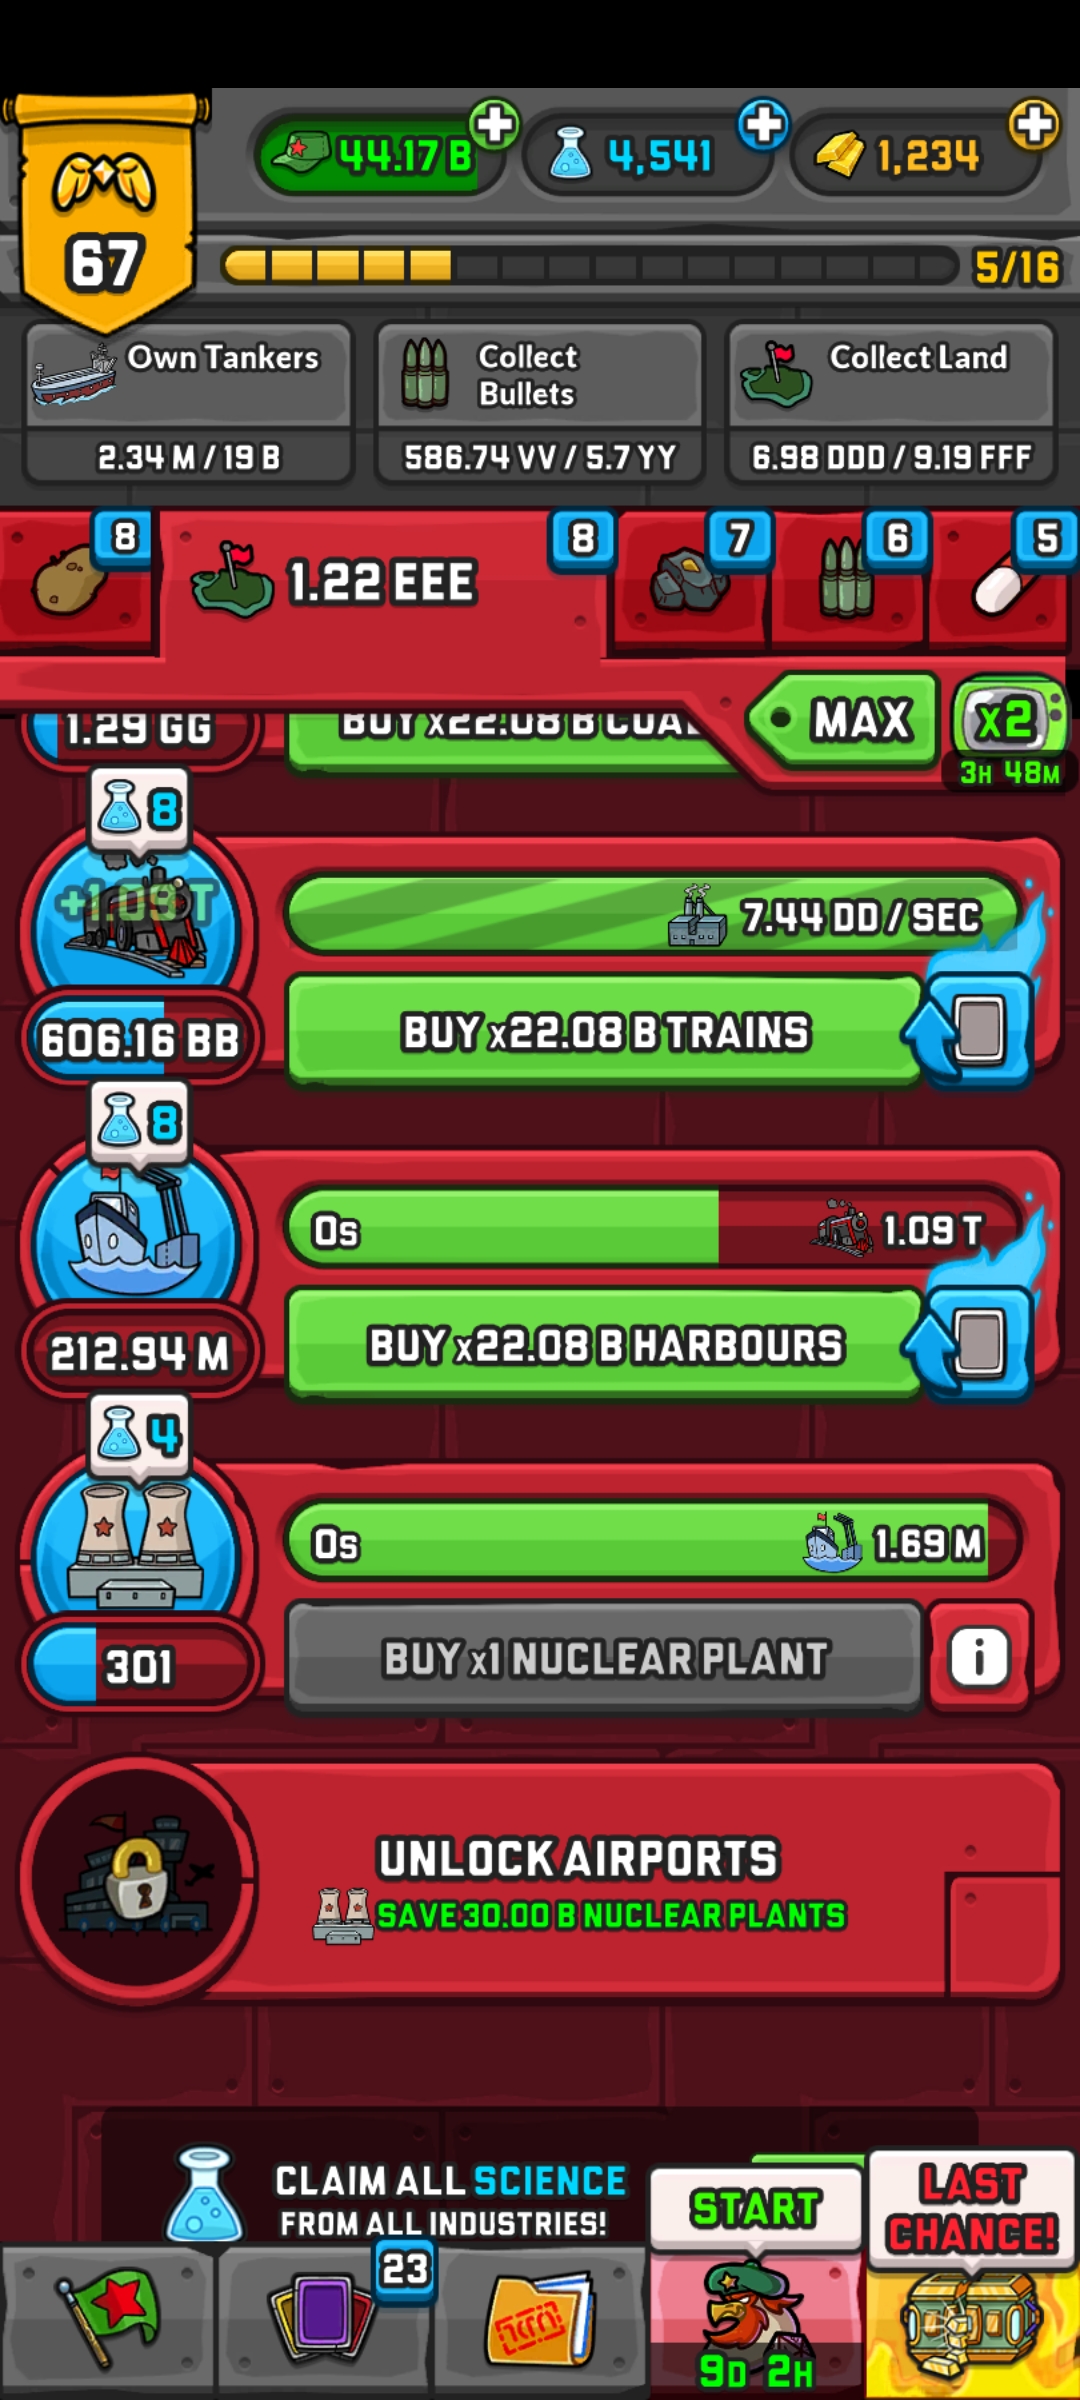 44.17 B
4,541
1,234
67
5/16
Own Tankers
2.34 M / 19 B
Collect
Bullets
586.74 VV / 5.7 YY
Collect Land
6.98 DDD / 9.19 FFF
8
1.22 EEE
8
7
6
5
1.29 GG
BUY x22.08 B COAL
MAX
x2
3H 48M
8
+1.09 T
7.44 DD / SEC
606.16 BB
BUY x22.08 B TRAINS
8
0s
1.09 T
212.94 M
BUY x22.08 B HARBOURS
4
0s
1.69 M
301
BUY x1 NUCLEAR PLANT
i
UNLOCK AIRPORTS
SAVE 30.00 B NUCLEAR PLANTS
CLAIM ALL SCIENCE
FROM ALL INDUSTRIES!
START
LAST
CHANCE!
23
9D 2H